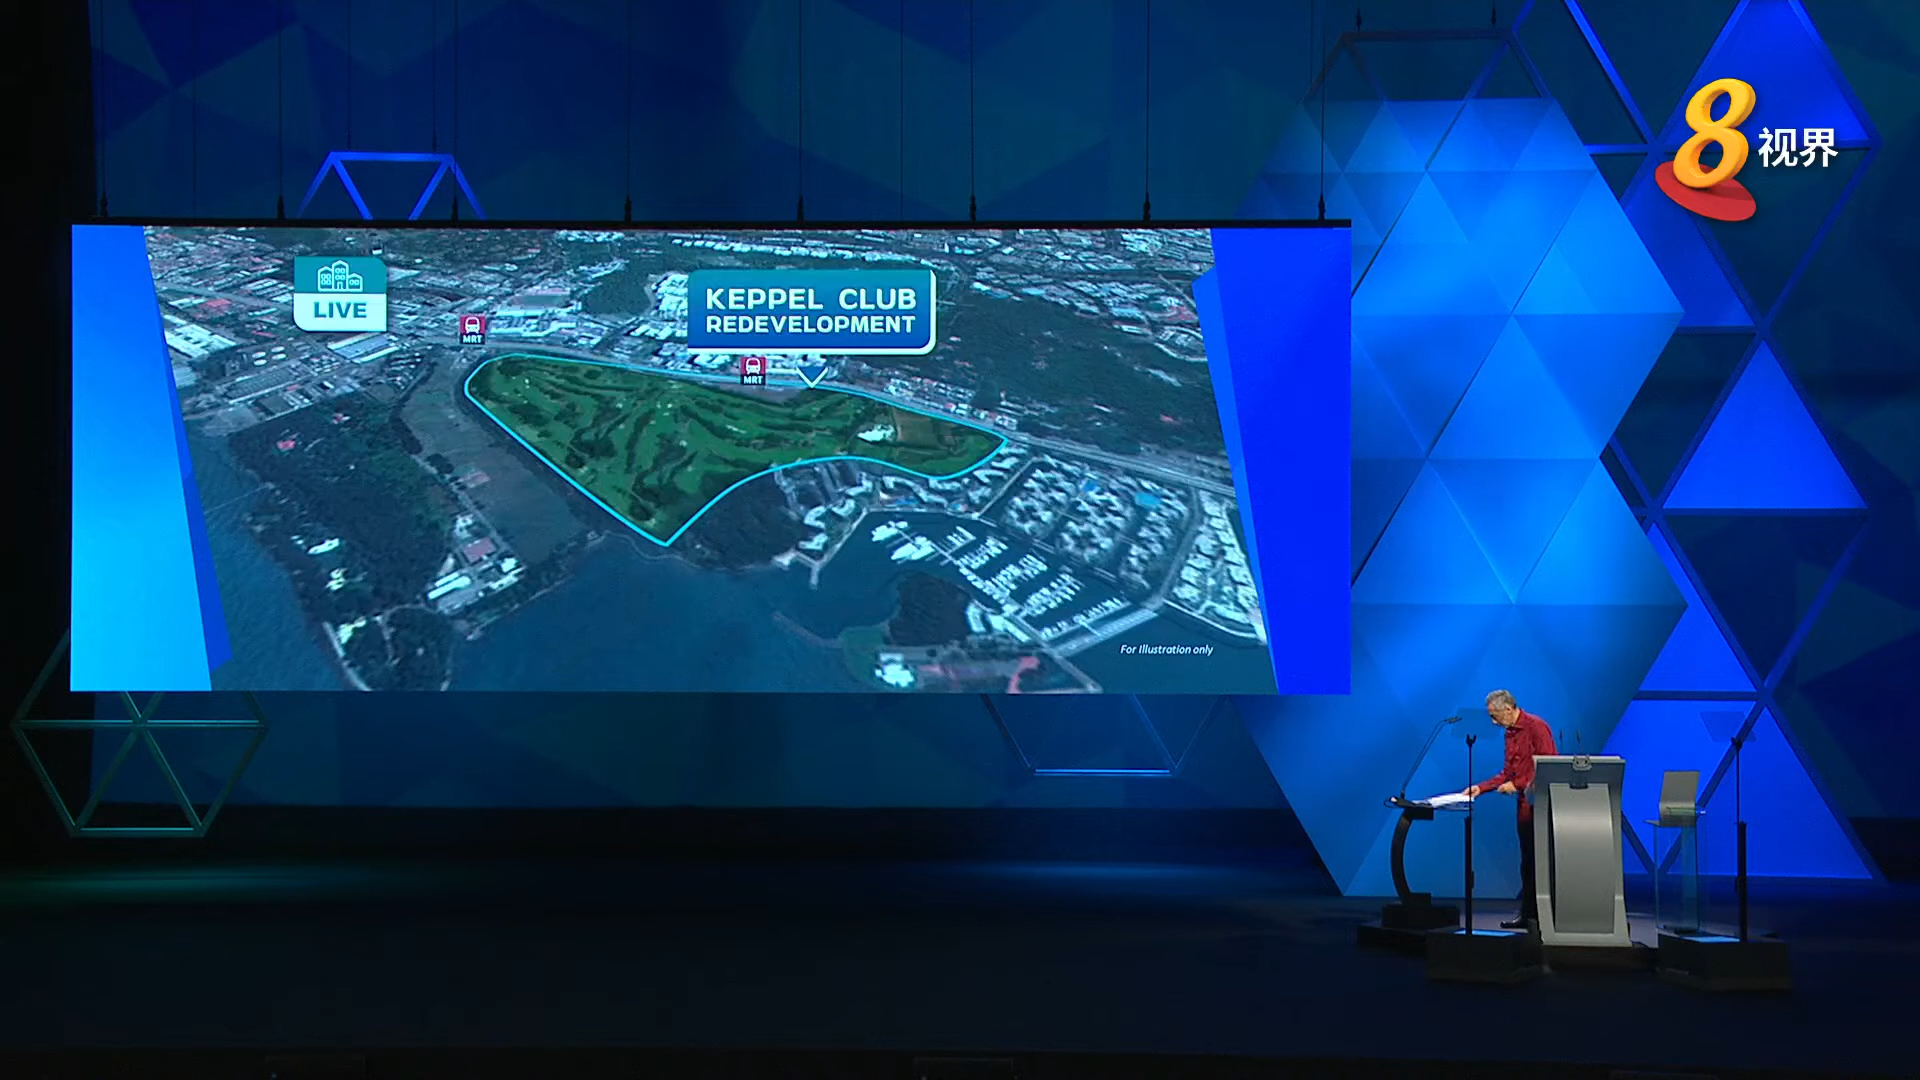 8视界
LIVE
KEPPEL CLUB
REDEVELOPMENT
MRT
MRT
For Illustration only